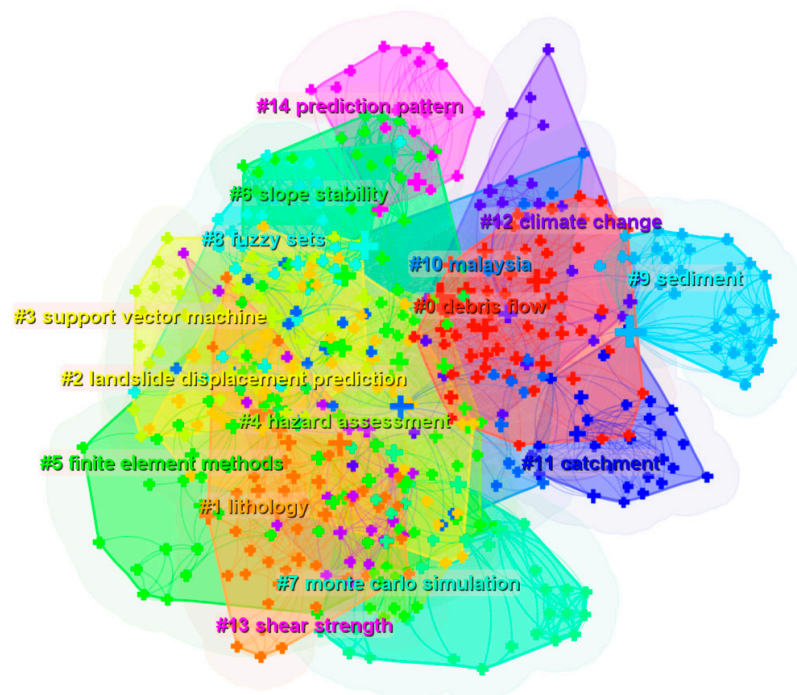 #14 prediction pattern
#6 slope stability
#12 climate change
#8 fuzzy sets
#10 malaysia
#9 sediment
#0 debris flow
#3 support vector machine
#2 landslide displacement prediction
#4 hazard assessment
#5 finite element methods
#11 catchment
#1 lithology
#7 monte carlo simulation
#13 shear strength